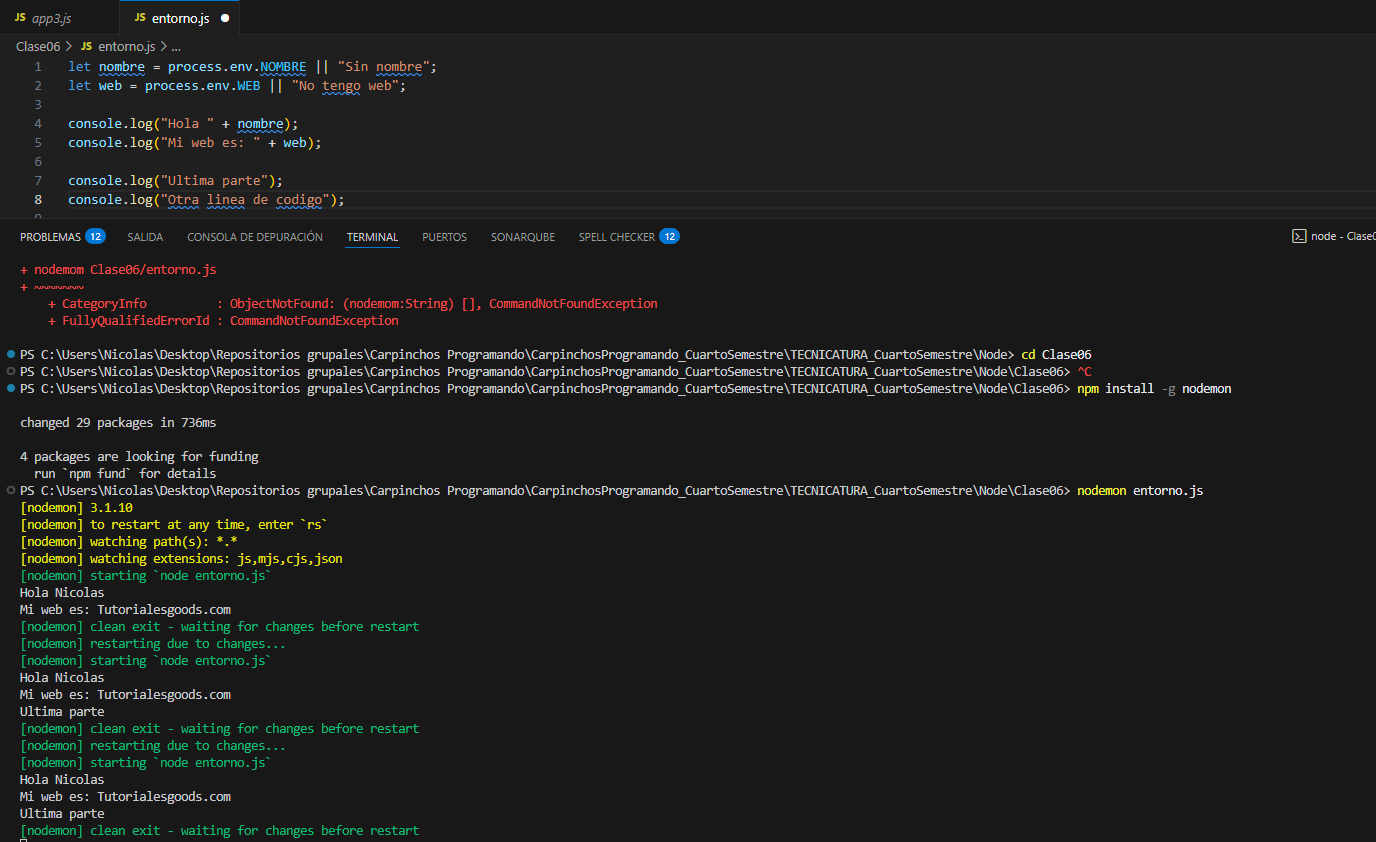 JS app3.js
JS entorno.js
Clase06 > JS entorno.js > ...
1 let nombre = process.env.NOMBRE || "Sin nombre";
2 let web = process.env.WEB || "No tengo web";
3
4 console.log("Hola " + nombre);
5 console.log("Mi web es: " + web);
6
7 console.log("Ultima parte");
8 console.log("Otra linea de codigo");
9
PROBLEMAS 12 SALIDA CONSOLA DE DEPURACIÓN TERMINAL PUERTOS SONARQUBE SPELL CHECKER 12 node - Clase0
+ nodemom Clase06/entorno.js
+ ~~~~~~~
+ CategoryInfo : ObjectNotFound: (nodemom:String) [], CommandNotFoundException
+ FullyQualifiedErrorId : CommandNotFoundException
PS C:\Users\Nicolas\Desktop\Repositorios grupales\Carpinchos Programando\CarpinchosProgramando_CuartoSemestre\TECNICATURA_CuartoSemestre\Node> cd Clase06
PS C:\Users\Nicolas\Desktop\Repositorios grupales\Carpinchos Programando\CarpinchosProgramando_CuartoSemestre\TECNICATURA_CuartoSemestre\Node\Clase06> ^C
PS C:\Users\Nicolas\Desktop\Repositorios grupales\Carpinchos Programando\CarpinchosProgramando_CuartoSemestre\TECNICATURA_CuartoSemestre\Node\Clase06> npm install -g nodemon
changed 29 packages in 736ms
4 packages are looking for funding
run `npm fund` for details
PS C:\Users\Nicolas\Desktop\Repositorios grupales\Carpinchos Programando\CarpinchosProgramando_CuartoSemestre\TECNICATURA_CuartoSemestre\Node\Clase06> nodemon entorno.js
[nodemon] 3.1.10
[nodemon] to restart at any time, enter `rs`
[nodemon] watching path(s): *.*
[nodemon] watching extensions: js,mjs,cjs,json
[nodemon] starting `node entorno.js`
Hola Nicolas
Mi web es: Tutorialesgoods.com
[nodemon] clean exit - waiting for changes before restart
[nodemon] restarting due to changes...
[nodemon] starting `node entorno.js`
Hola Nicolas
Mi web es: Tutorialesgoods.com
Ultima parte
[nodemon] clean exit - waiting for changes before restart
[nodemon] restarting due to changes...
[nodemon] starting `node entorno.js`
Hola Nicolas
Mi web es: Tutorialesgoods.com
Ultima parte
[nodemon] clean exit - waiting for changes before restart